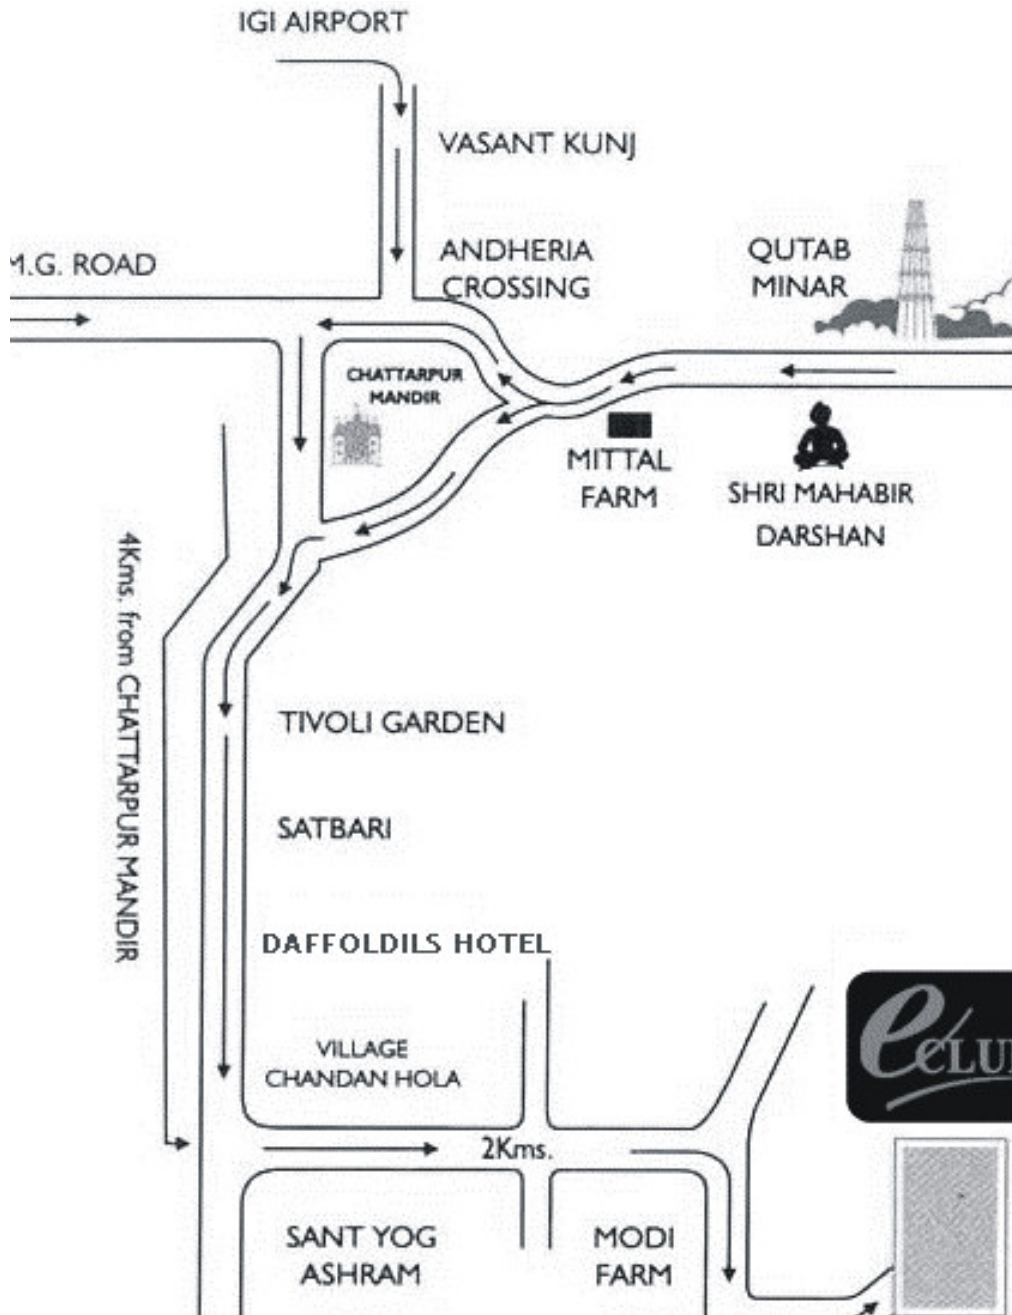 IGI AIRPORT
VASANT KUNJ
M.G. ROAD
ANDHERIA
CROSSING
QUTAB
MINAR
CHATTARPUR
MANDIR
MITTAL
FARM
SHRI MAHABIR
DARSHAN
4Kms. from CHATTARPUR MANDIR
TIVOLI GARDEN
SATBARI
DAFFOLDILS HOTEL
VILLAGE
CHANDAN HOLA
eCLU
2Kms.
SANT YOG
ASHRAM
MODI
FARM